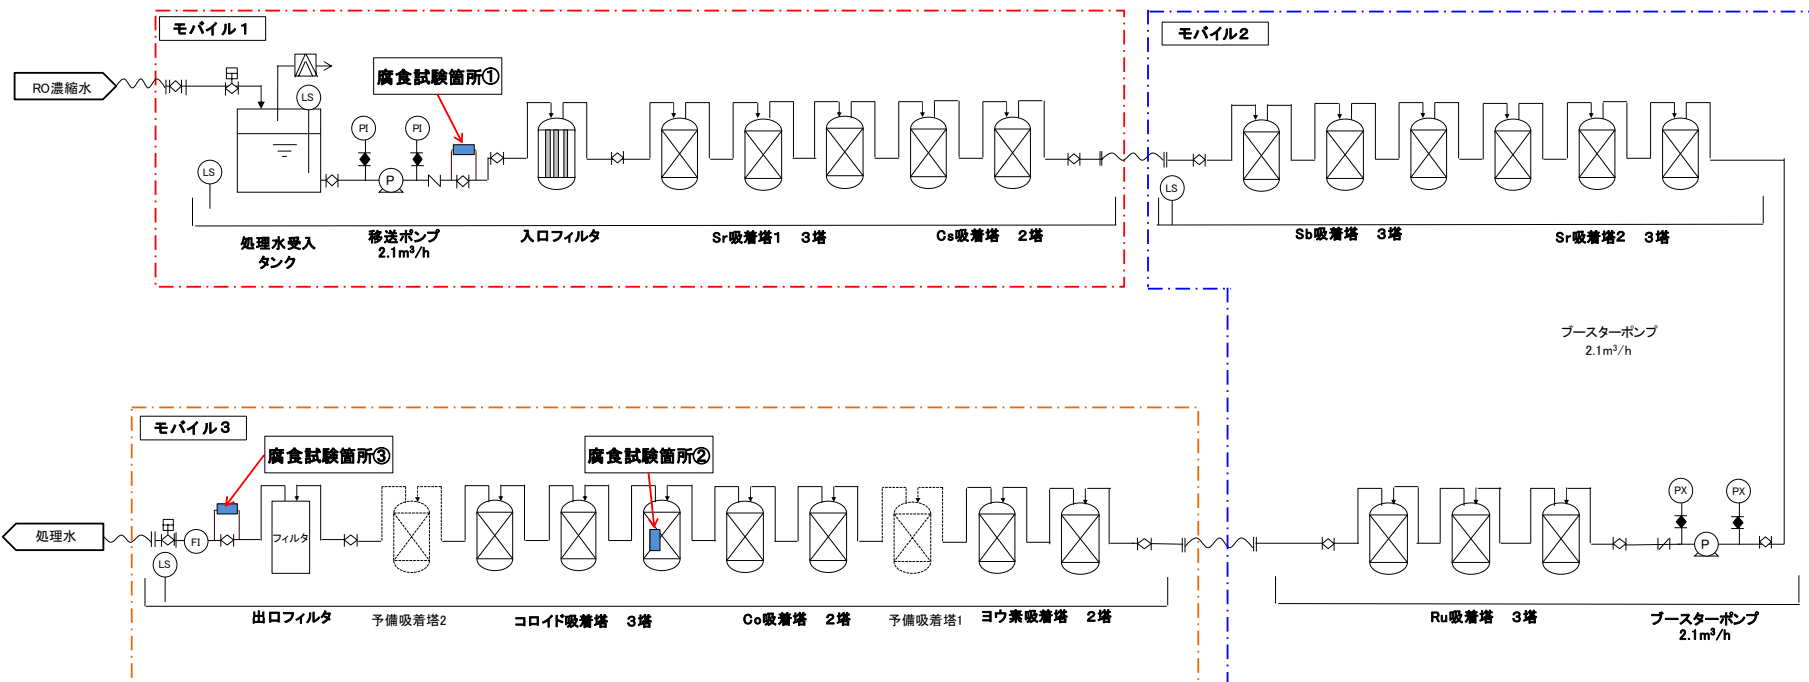 モバイル1
モバイル2
RO濃縮水
腐食試験箇所①
LS
PI
PI
LS
P
LS
処理水受入
タンク
移送ポンプ
2.1m³/h
入口フィルタ
Sr吸着塔1 3塔
Cs吸着塔 2塔
Sb吸着塔 3塔
Sr吸着塔2 3塔
ブースターポンプ
2.1m³/h
モバイル3
腐食試験箇所③
腐食試験箇所②
処理水
FI
LS
フィルタ
PX
PX
P
出口フィルタ
予備吸着塔2
コロイド吸着塔 3塔
Co吸着塔 2塔
予備吸着塔1
ヨウ素吸着塔 2塔
Ru吸着塔 3塔
ブースターポンプ
2.1m³/h